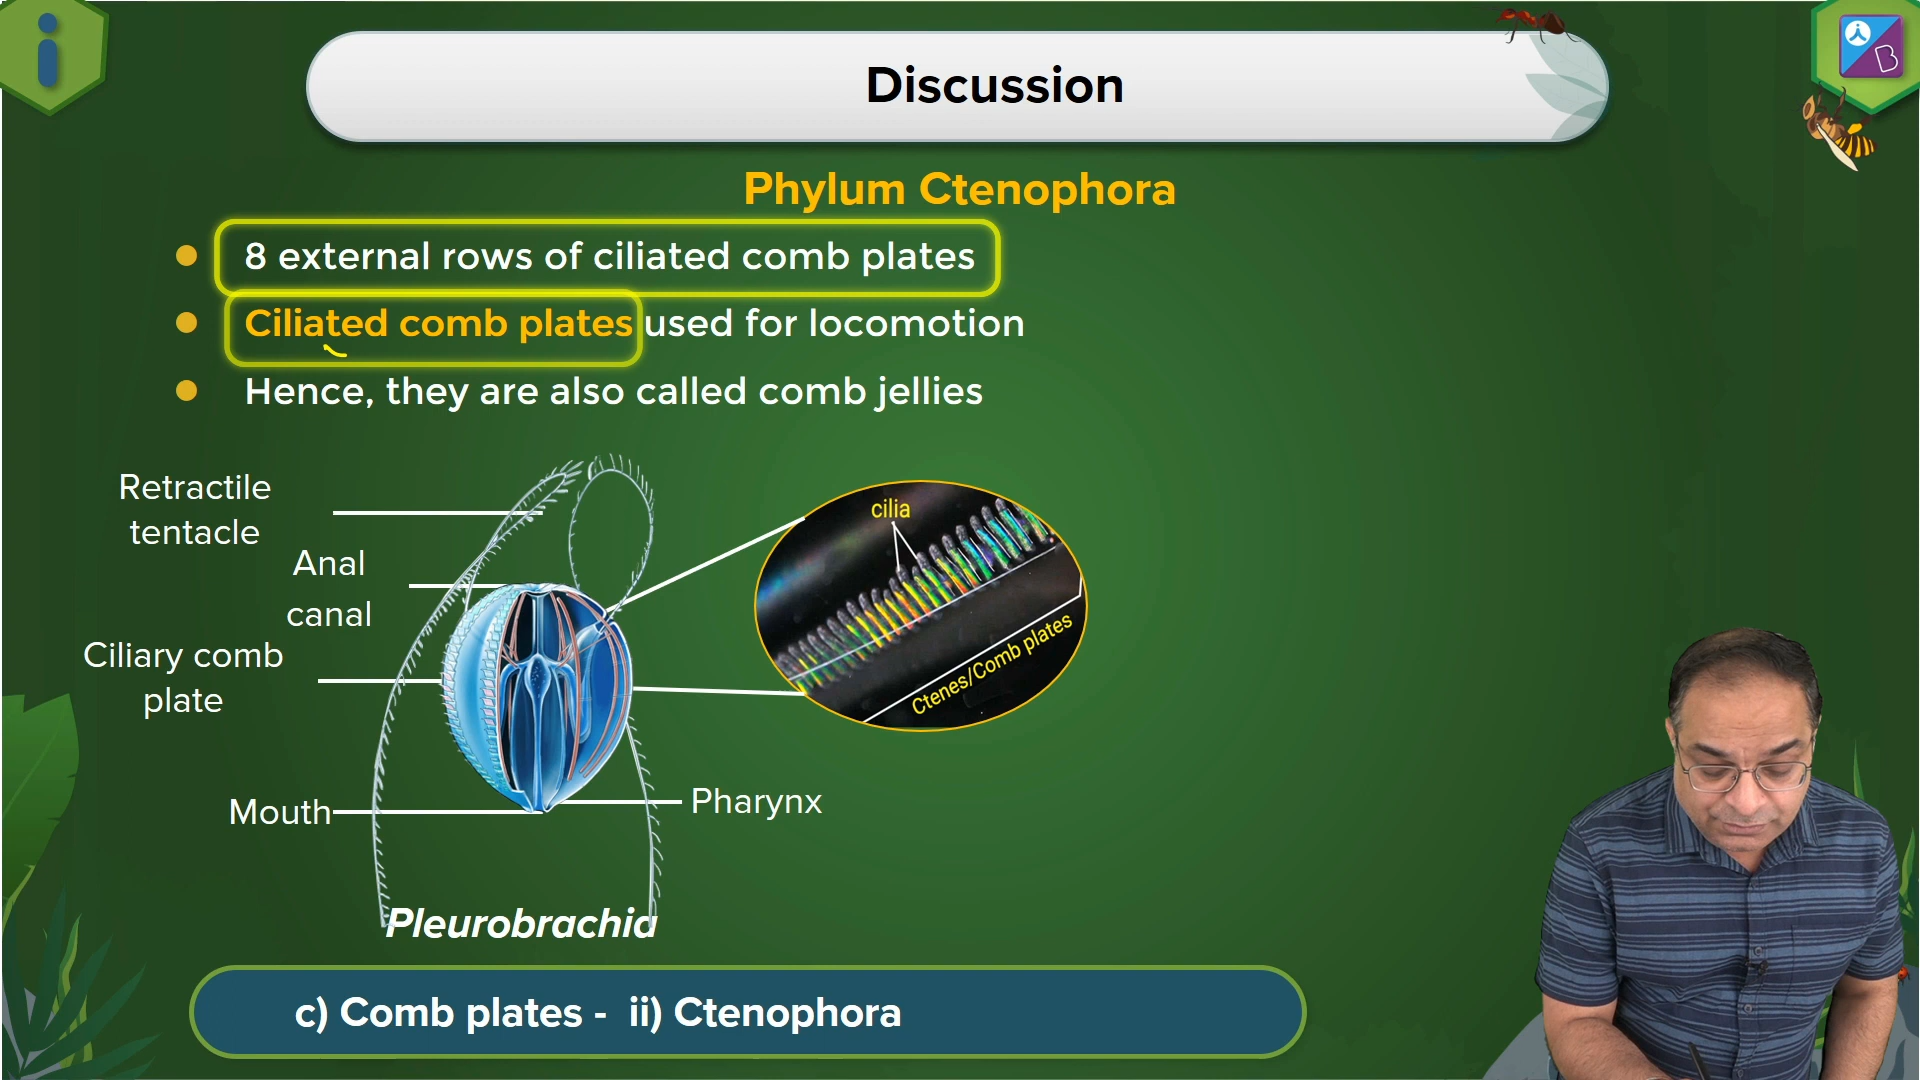 Discussion
Phylum Ctenophora
8 external rows of ciliated comb plates
Ciliated comb plates used for locomotion
Hence, they are also called comb jellies
Retractile
tentacle
Anal
canal
Ciliary comb
plate
Mouth
Pharynx
cilia
Ctenes/Comb plates
Pleurobrachia
c) Comb plates - ii) Ctenophora
B